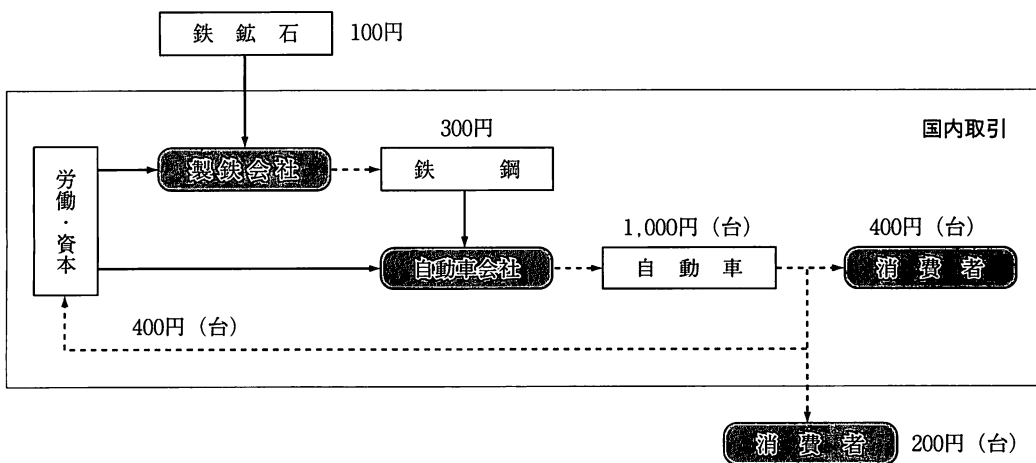 鉄鉱石
100円
国内取引
300円
労働・資本
製鉄会社
鉄鋼
1,000円(台)
400円(台)
自動車会社
自動車
消費者
400円(台)
消費者
200円(台)